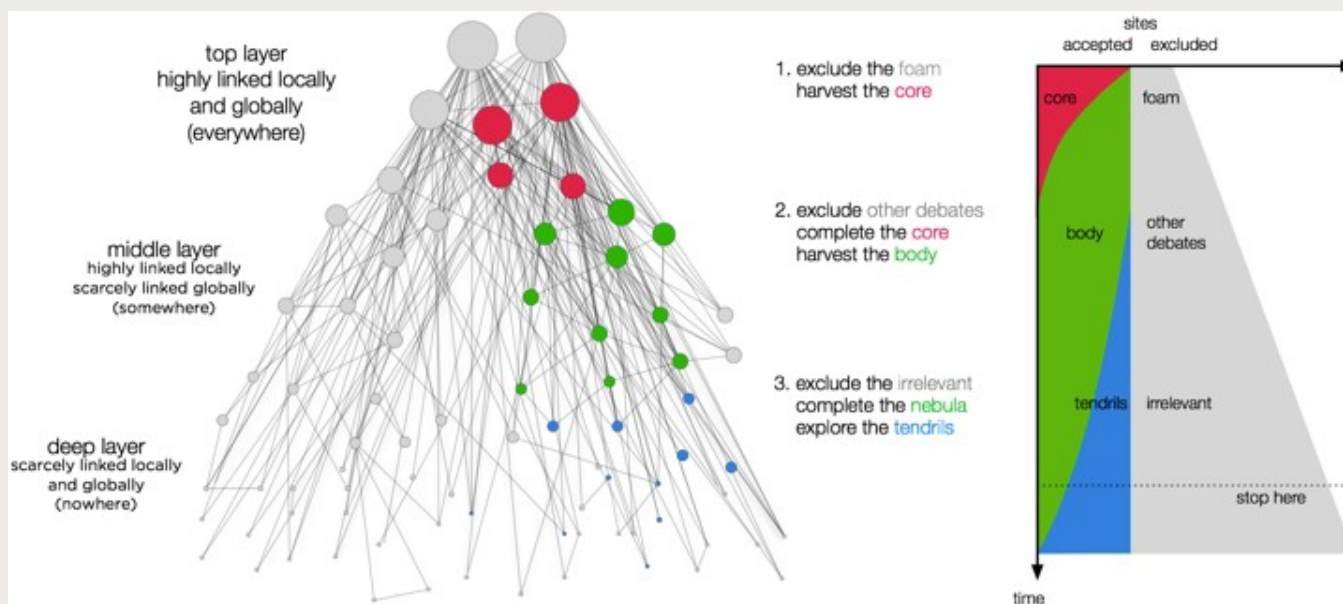 top layer
highly linked locally
and globally
(everywhere)
middle layer
highly linked locally
scarcely linked globally
(somewhere)
deep layer
scarcely linked locally
and globally
(nowhere)
1. exclude the foam
harvest the core
2. exclude other debates
complete the core
harvest the body
3. exclude the irrelevant
complete the nebula
explore the tendrils
sites
accepted excluded
core foam
body other
debates
tendrils irrelevant
stop here
time